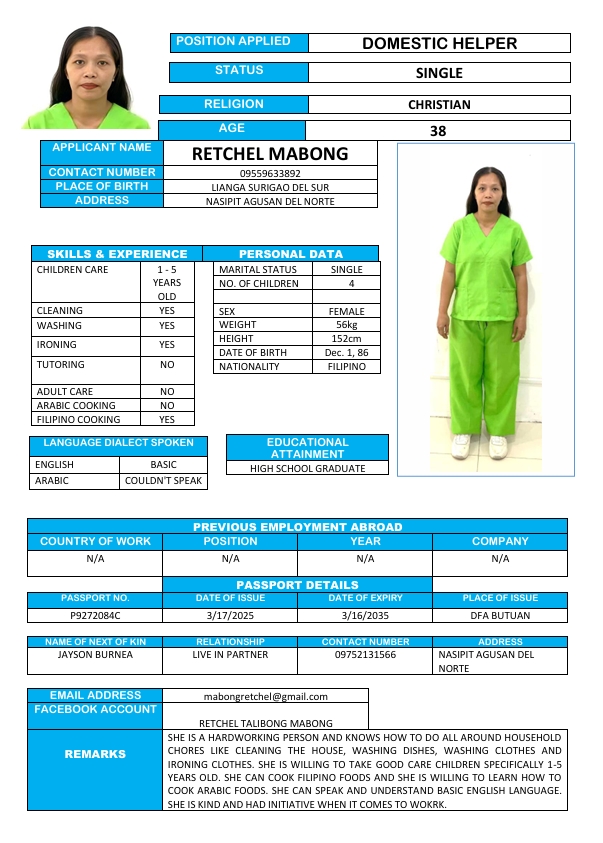 POSITION APPLIED DOMESTIC HELPER
STATUS SINGLE
RELIGION CHRISTIAN
AGE 38
APPLICANT NAME RETCHEL MABONG
CONTACT NUMBER 09559633892
PLACE OF BIRTH LIANGA SURIGAO DEL SUR
ADDRESS NASIPIT AGUSAN DEL NORTE
SKILLS & EXPERIENCE
CHILDREN CARE 1 - 5
YEARS
OLD
CLEANING YES
WASHING YES
IRONING YES
TUTORING NO
ADULT CARE NO
ARABIC COOKING NO
FILIPINO COOKING YES
PERSONAL DATA
MARITAL STATUS SINGLE
NO. OF CHILDREN 4
SEX FEMALE
WEIGHT 56kg
HEIGHT 152cm
DATE OF BIRTH Dec. 1, 86
NATIONALITY FILIPINO
LANGUAGE DIALECT SPOKEN
ENGLISH BASIC
ARABIC COULDN'T SPEAK
EDUCATIONAL
ATTAINMENT
HIGH SCHOOL GRADUATE
PREVIOUS EMPLOYMENT ABROAD
COUNTRY OF WORK POSITION YEAR COMPANY
N/A N/A N/A N/A
PASSPORT DETAILS
PASSPORT NO. DATE OF ISSUE DATE OF EXPIRY PLACE OF ISSUE
P9272084C 3/17/2025 3/16/2035 DFA BUTUAN
NAME OF NEXT OF KIN RELATIONSHIP CONTACT NUMBER ADDRESS
JAYSON BURNEA LIVE IN PARTNER 09752131566 NASIPIT AGUSAN DEL
NORTE
EMAIL ADDRESS mabongretchel@gmail.com
FACEBOOK ACCOUNT
RETCHEL TALIBONG MABONG
REMARKS
SHE IS A HARDWORKING PERSON AND KNOWS HOW TO DO ALL AROUND HOUSEHOLD
CHORES LIKE CLEANING THE HOUSE, WASHING DISHES, WASHING CLOTHES AND
IRONING CLOTHES. SHE IS WILLING TO TAKE GOOD CARE CHILDREN SPECIFICALLY 1-5
YEARS OLD. SHE CAN COOK FILIPINO FOODS AND SHE IS WILLING TO LEARN HOW TO
COOK ARABIC FOODS. SHE CAN SPEAK AND UNDERSTAND BASIC ENGLISH LANGUAGE.
SHE IS KIND AND HAD INITIATIVE WHEN IT COMES TO WOKRK.